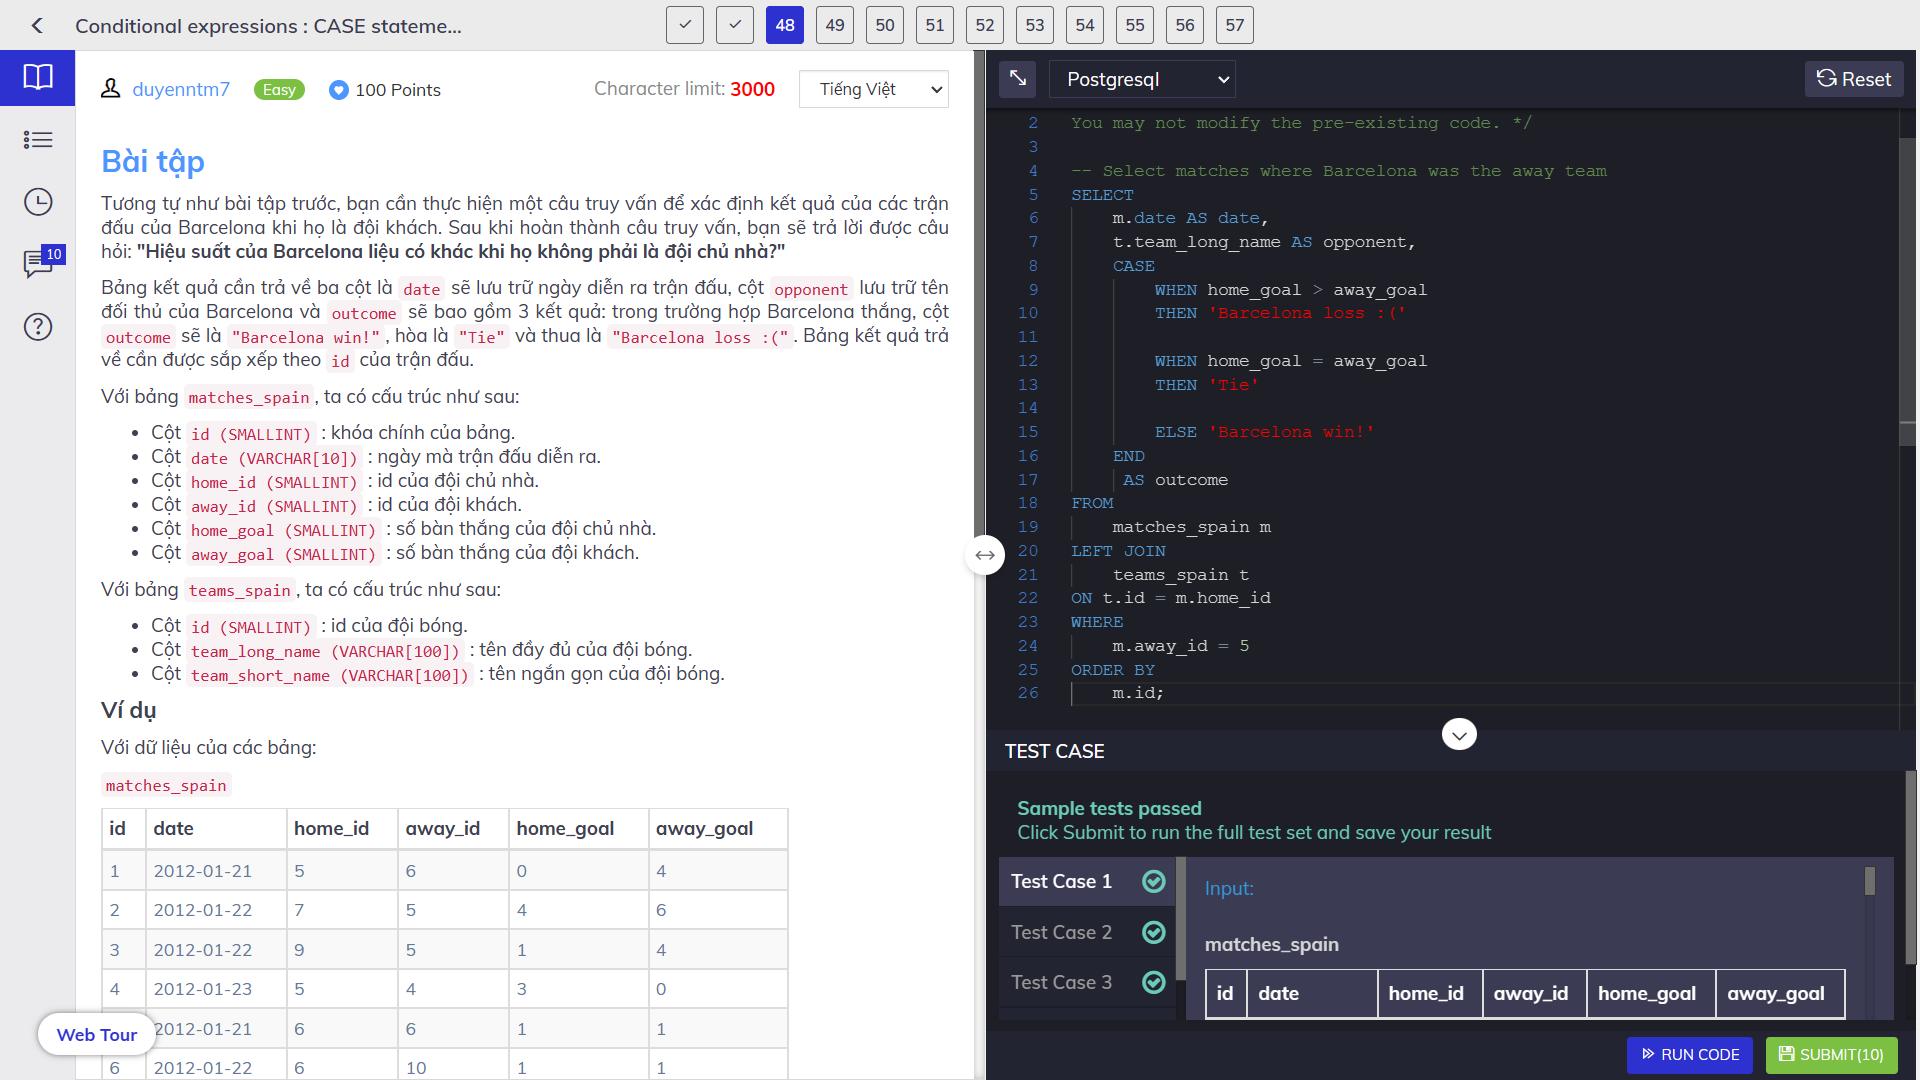 Conditional expressions : CASE stateme...
48 49 50 51 52 53 54 55 56 57
duyenntm7 Easy 100 Points Character limit: 3000 Tiếng Việt
Bài tập
Tương tự như bài tập trước, bạn cần thực hiện một câu truy vấn để xác định kết quả của các trận
đấu của Barcelona khi họ là đội khách. Sau khi hoàn thành câu truy vấn, bạn sẽ trả lời được câu
hỏi: "Hiệu suất của Barcelona liệu có khác khi họ không phải là đội chủ nhà?"
Bảng kết quả cần trả về ba cột là date sẽ lưu trữ ngày diễn ra trận đấu, cột opponent lưu trữ tên
đối thủ của Barcelona và outcome sẽ bao gồm 3 kết quả: trong trường hợp Barcelona thắng, cột
outcome sẽ là "Barcelona win!", hòa là "Tie" và thua là "Barcelona loss :(". Bảng kết quả trả
về cần được sắp xếp theo id của trận đấu.
Với bảng matches_spain, ta có cấu trúc như sau:
• Cột id (SMALLINT) : khóa chính của bảng.
• Cột date (VARCHAR[10]) : ngày mà trận đấu diễn ra.
• Cột home_id (SMALLINT) : id của đội chủ nhà.
• Cột away_id (SMALLINT) : id của đội khách.
• Cột home_goal (SMALLINT) : số bàn thắng của đội chủ nhà.
• Cột away_goal (SMALLINT) : số bàn thắng của đội khách.
Với bảng teams_spain, ta có cấu trúc như sau:
• Cột id (SMALLINT) : id của đội bóng.
• Cột team_long_name (VARCHAR[100]) : tên đầy đủ của đội bóng.
• Cột team_short_name (VARCHAR[100]) : tên ngắn gọn của đội bóng.
Ví dụ
Với dữ liệu của các bảng:
matches_spain
id date home_id away_id home_goal away_goal
1 2012-01-21 5 6 0 4
2 2012-01-22 7 5 4 6
3 2012-01-22 9 5 1 4
4 2012-01-23 5 4 3 0
2012-01-21 6 6 1 1
6 2012-01-22 6 10 1 1
10
Web Tour
Postgresql Reset
2 You may not modify the pre-existing code. */
3
4 -- Select matches where Barcelona was the away team
5 SELECT
6 m.date AS date,
7 t.team_long_name AS opponent,
8 CASE
9 WHEN home_goal > away_goal
10 THEN 'Barcelona loss :('
11
12 WHEN home_goal = away_goal
13 THEN 'Tie'
14
15 ELSE 'Barcelona win!'
16 END
17 AS outcome
18 FROM
19 matches_spain m
20 LEFT JOIN
21 teams_spain t
22 ON t.id = m.home_id
23 WHERE
24 m.away_id = 5
25 ORDER BY
26 m.id;
TEST CASE
Sample tests passed
Click Submit to run the full test set and save your result
Test Case 1
Test Case 2
Test Case 3
Input:
matches_spain
id date home_id away_id home_goal away_goal
RUN CODE SUBMIT(10)